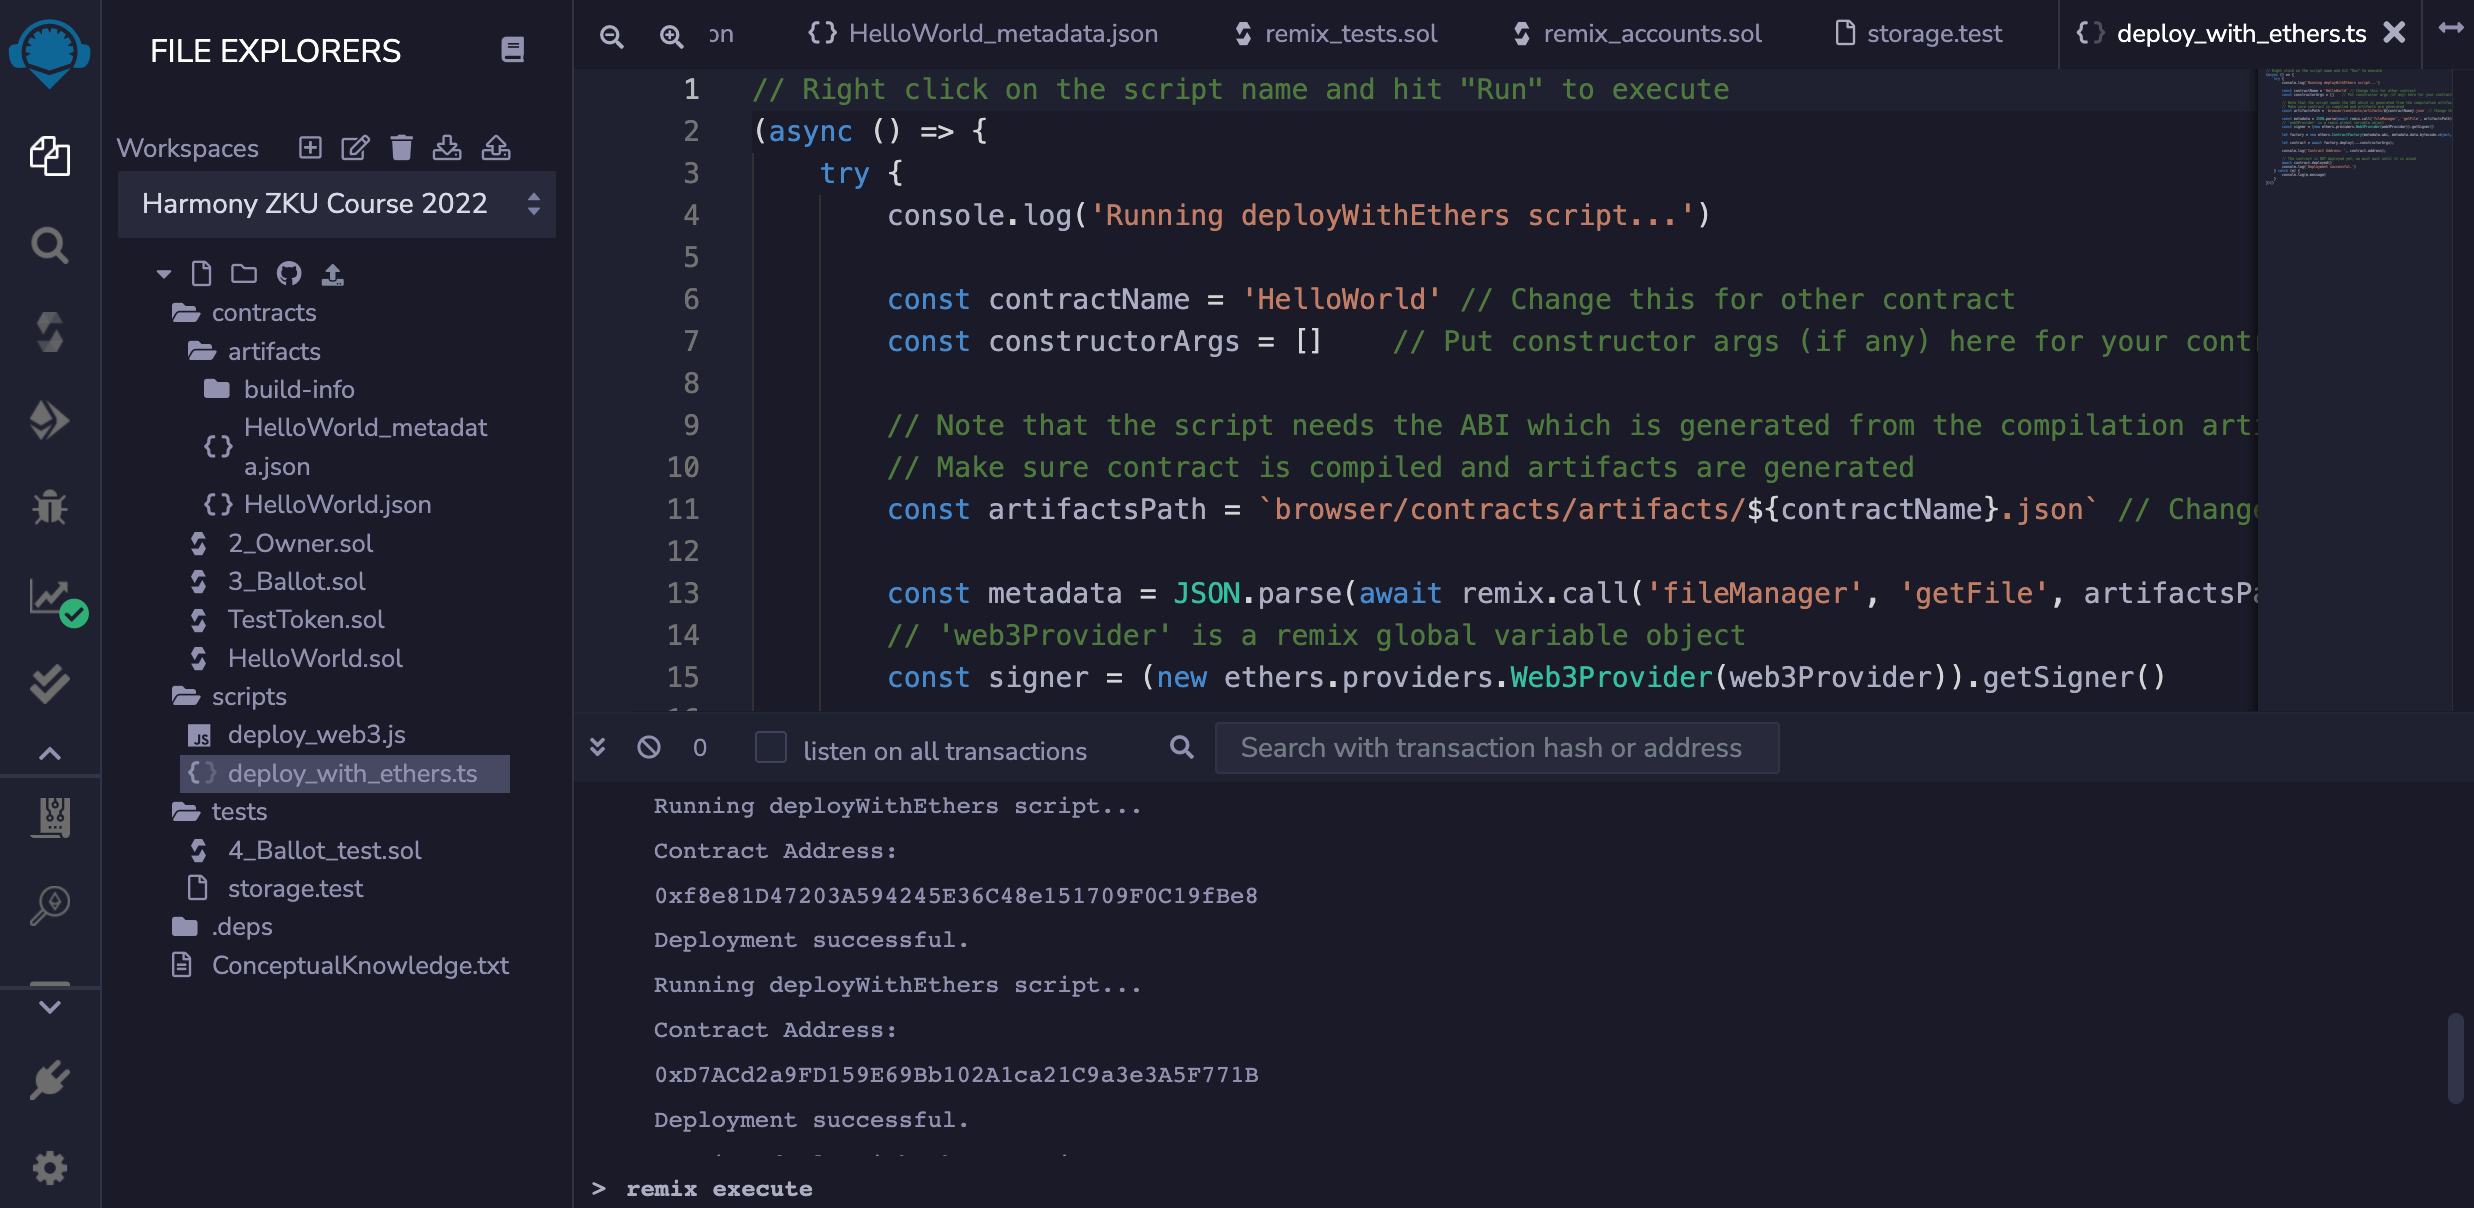 FILE EXPLORERS
Workspaces
Harmony ZKU Course 2022
contracts
artifacts
build-info
HelloWorld_metadat
a.json
HelloWorld.json
2_Owner.sol
3_Ballot.sol
TestToken.sol
HelloWorld.sol
scripts
JS deploy_web3.js
deploy_with_ethers.ts
tests
4_Ballot_test.sol
storage.test
.deps
ConceptualKnowledge.txt
on HelloWorld_metadata.json remix_tests.sol remix_accounts.sol storage.test deploy_with_ethers.ts
1 // Right click on the script name and hit "Run" to execute
2 (async () => {
3 try {
4 console.log('Running deployWithEthers script...')
5
6 const contractName = 'HelloWorld' // Change this for other contract
7 const constructorArgs = [] // Put constructor args (if any) here for your cont
8
9 // Note that the script needs the ABI which is generated from the compilation art
10 // Make sure contract is compiled and artifacts are generated
11 const artifactsPath = `browser/contracts/artifacts/${contractName}.json` // Chang
12
13 const metadata = JSON.parse(await remix.call('fileManager', 'getFile', artifactsP
14 // 'web3Provider' is a remix global variable object
15 const signer = (new ethers.providers.Web3Provider(web3Provider)).getSigner()
0 listen on all transactions Search with transaction hash or address
Running deployWithEthers script...
Contract Address:
0xf8e81D47203A594245E36C48e151709F0C19fBe8
Deployment successful.
Running deployWithEthers script...
Contract Address:
0xD7ACd2a9FD159E69Bb102A1ca21C9a3e3A5F771B
Deployment successful.
> remix execute